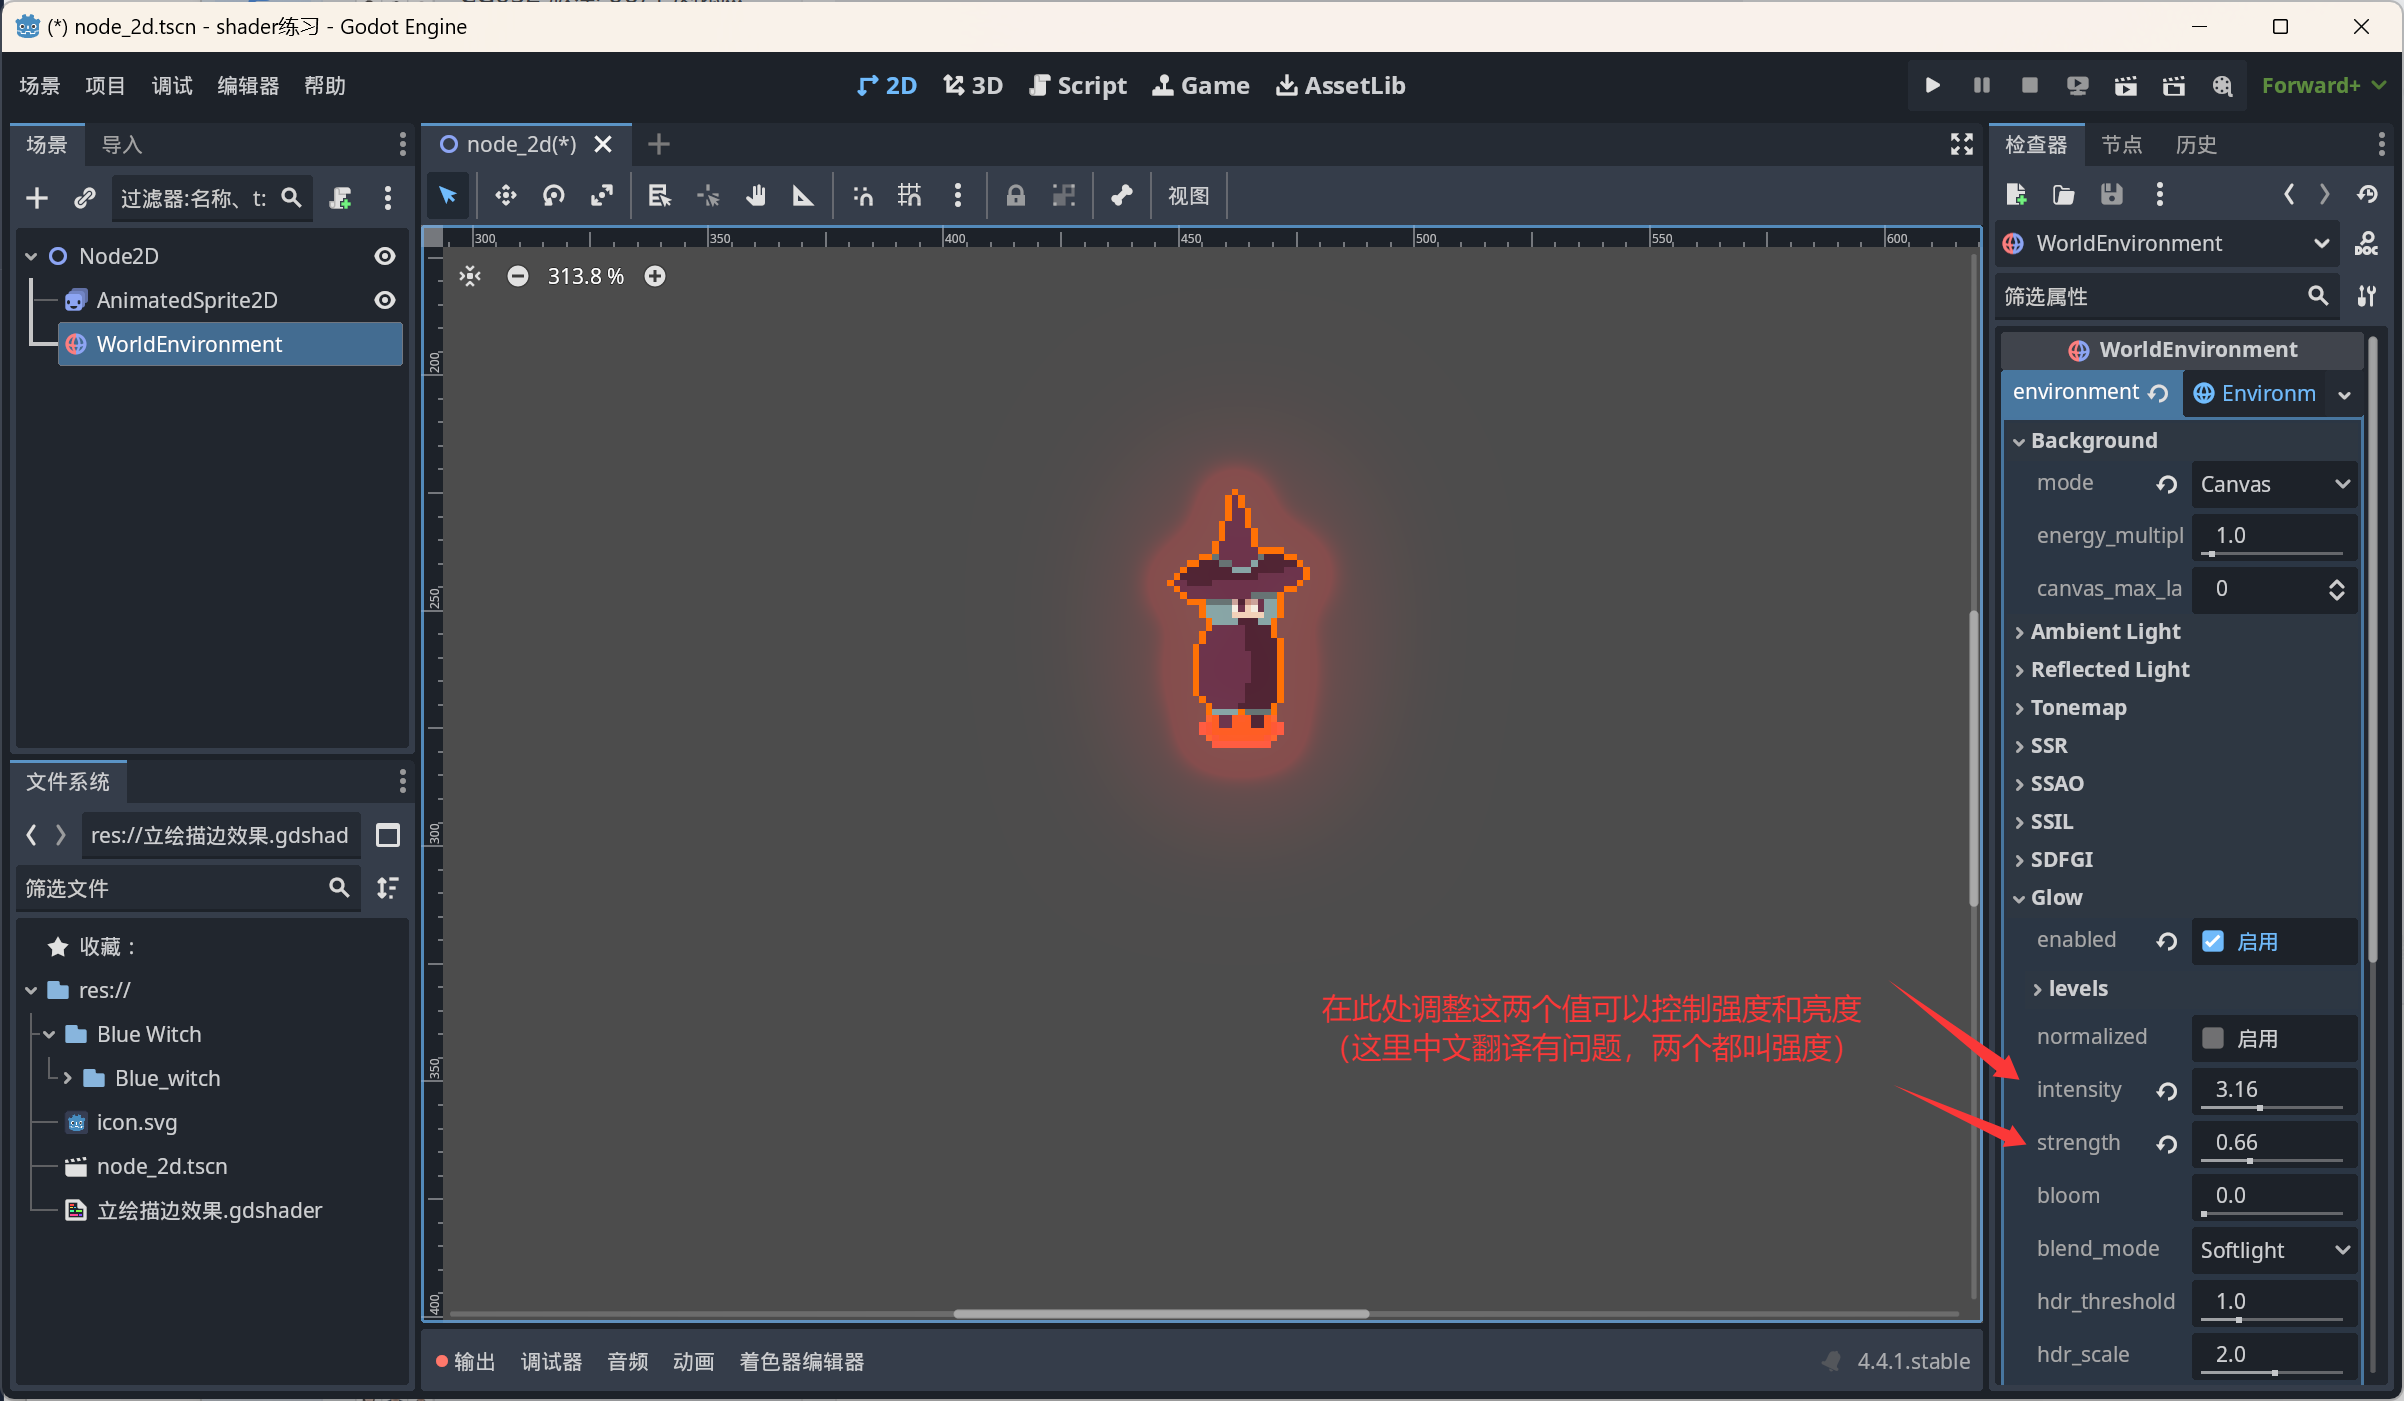 (*) node_2d.tscn - shader练习 - Godot Engine
场景 项目 调试 编辑器 帮助
2D 3D Script Game AssetLib
Forward+
场景 导入
过滤器:名称、t:
Node2D
AnimatedSprite2D
WorldEnvironment
文件系统
res://立绘描边效果.gdshad
筛选文件
收藏：
res://
Blue Witch
Blue_witch
icon.svg
node_2d.tscn
立绘描边效果.gdshader
node_2d(*)
视图
300 350 400 450 500 550 600
313.8 %
200
250
300
350
400
在此处调整这两个值可以控制强度和亮度
（这里中文翻译有问题，两个都叫强度）
输出 调试器 音频 动画 着色器编辑器
4.4.1.stable
检查器 节点 历史
WorldEnvironment
DOC
筛选属性
WorldEnvironment
environment Environm
Background
mode Canvas
energy_multipl 1.0
canvas_max_la 0
Ambient Light
Reflected Light
Tonemap
SSR
SSAO
SSIL
SDFGI
Glow
enabled 启用
levels
normalized 启用
intensity 3.16
strength 0.66
bloom 0.0
blend_mode Softlight
hdr_threshold 1.0
hdr_scale 2.0